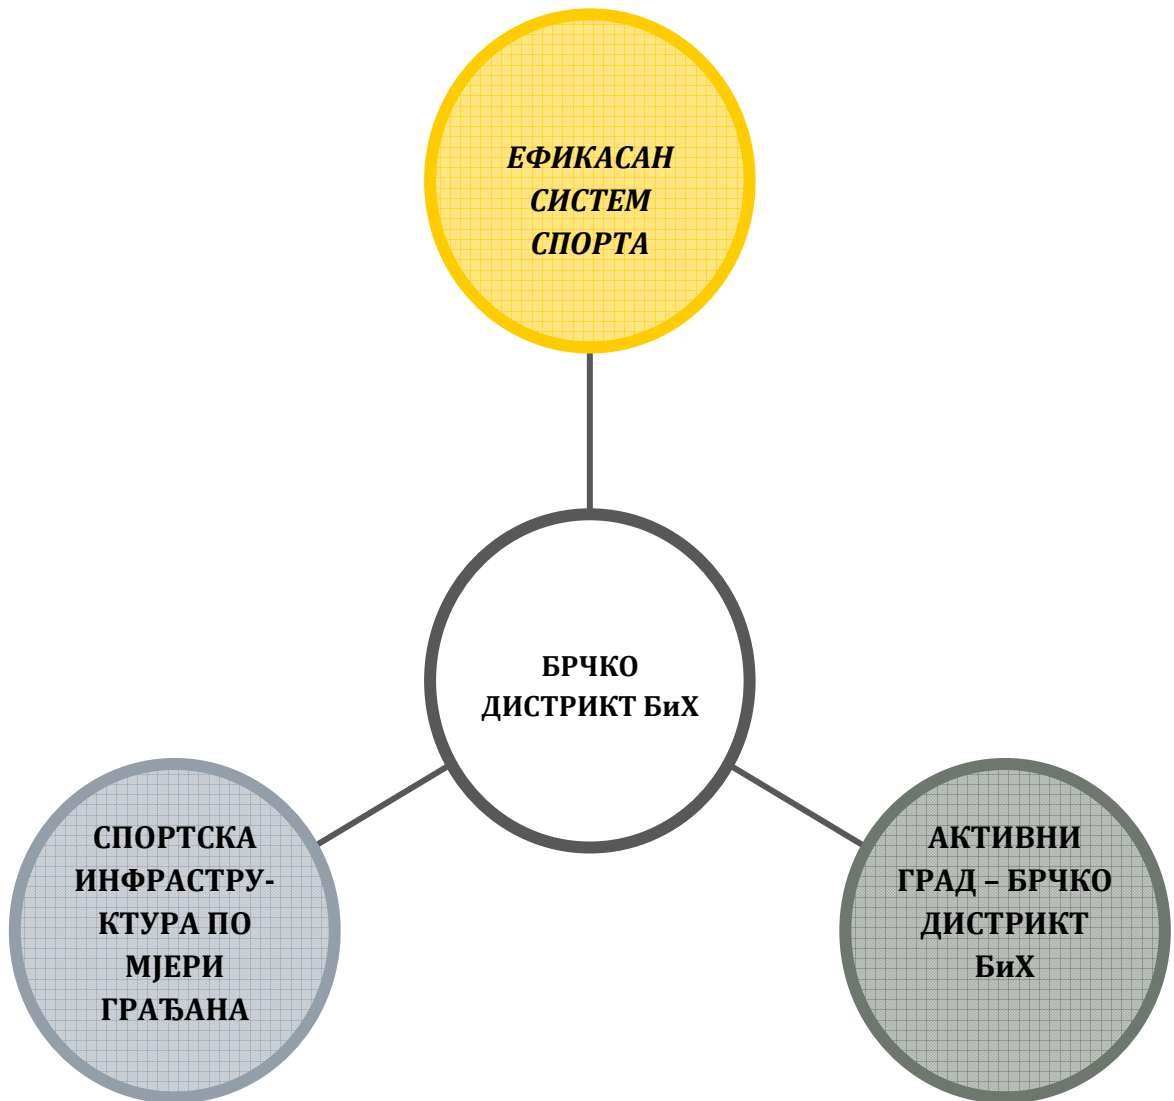 ЕФИКАСАН
СИСТЕМ
СПОРТА
БРЧКО
ДИСТРИКТ БиХ
СПОРТСКА
ИНФРАСТРУ-
КТУРА ПО
МЈЕРИ
ГРАЂАНА
АКТИВНИ
ГРАД – БРЧКО
ДИСТРИКТ
БиХ